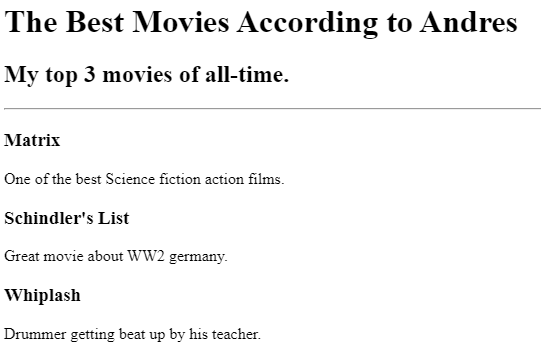 The Best Movies According to Andres
My top 3 movies of all-time.
Matrix
One of the best Science fiction action films.
Schindler's List
Great movie about WW2 germany.
Whiplash
Drummer getting beat up by his teacher.